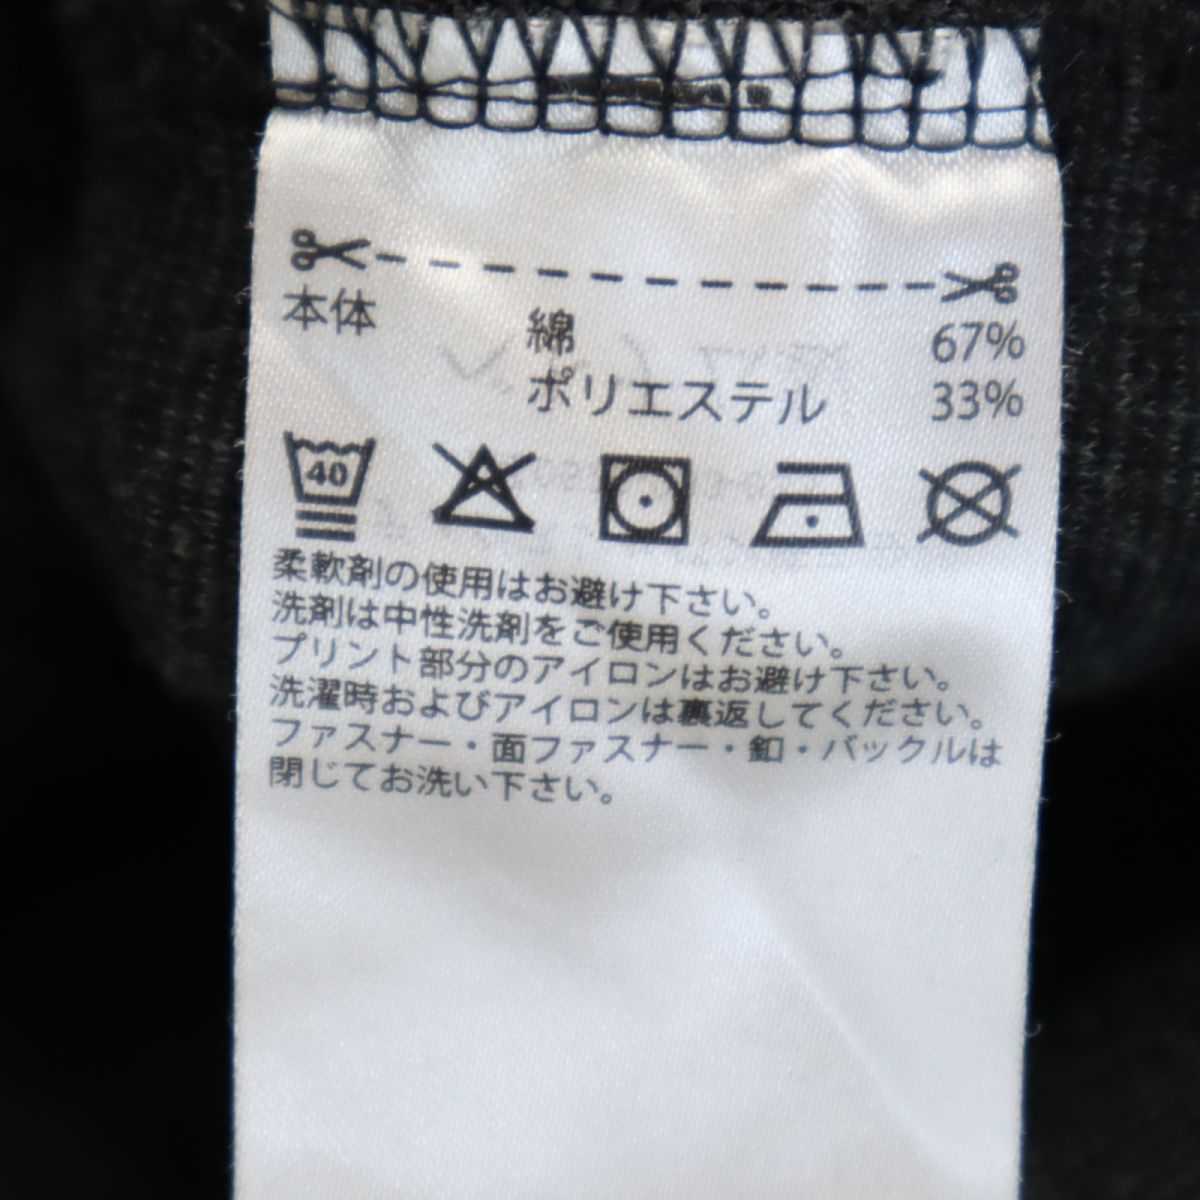 本体 綿 67%
ポリエステル 33%
40
柔軟剤の使用はお避け下さい。
洗剤は中性洗剤をご使用ください。
プリント部分のアイロンはお避け下さい。
洗濯時およびアイロンは裏返してください。
ファスナー・面ファスナー・釦・バックルは
閉じてお洗い下さい。